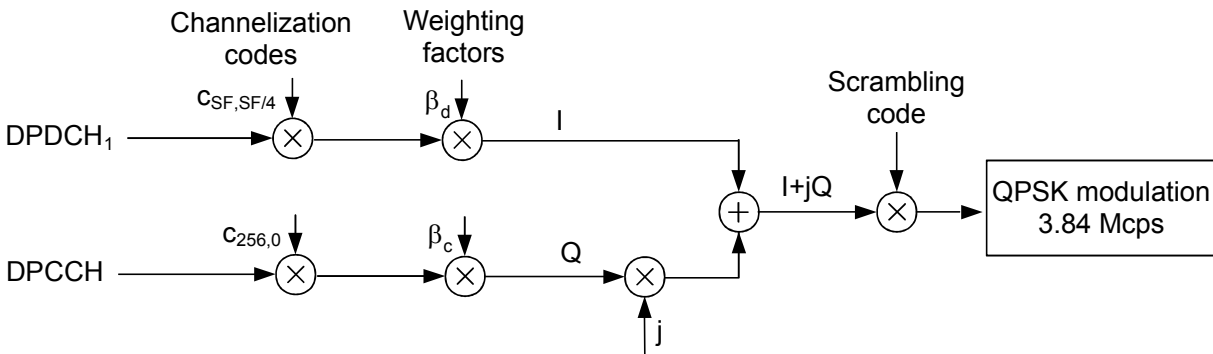 Channelization
codes
Weighting
factors
Scrambling
code
c_SF,SF/4
β_d
I
DPDCH₁
I+jQ
QPSK modulation
3.84 Mcps
c_256,0
β_c
Q
DPCCH
j